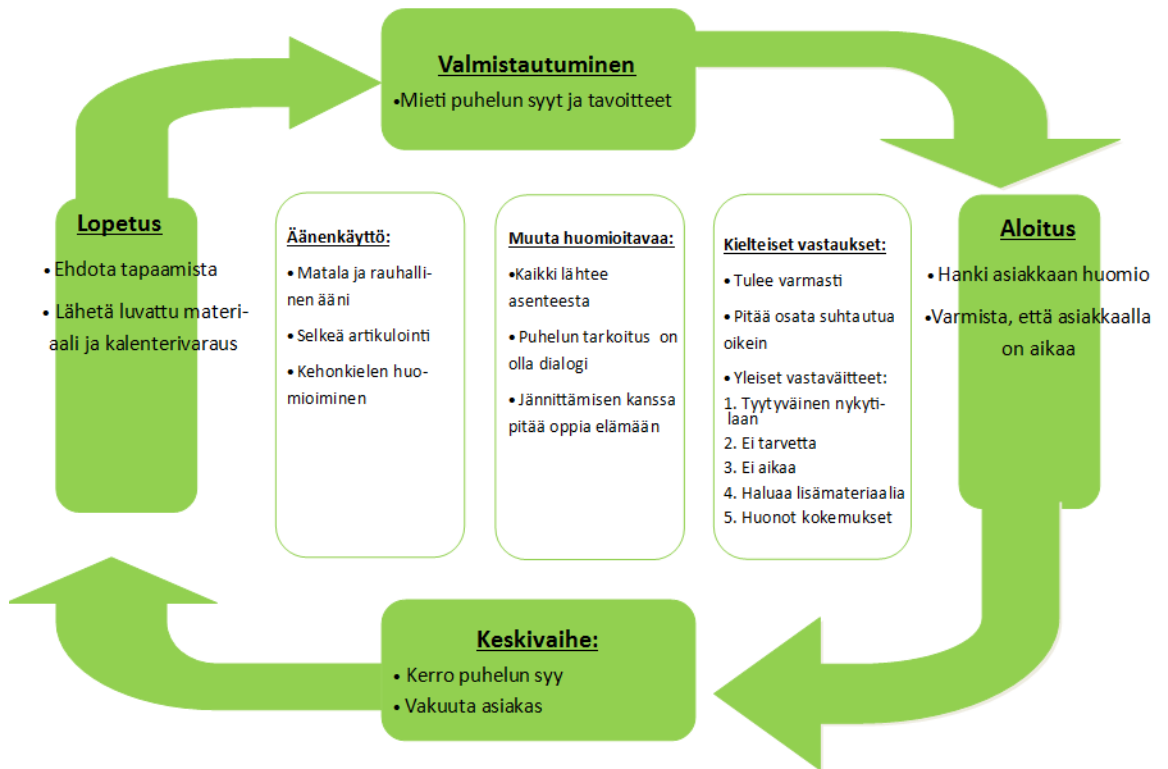 Valmistautuminen
•Mieti puhelun syyt ja tavoitteet
Lopetus
• Ehdota tapaamista
• Lähetä luvattu materi-
aali ja kalenterivaraus
Äänenkäyttö:
• Matala ja rauhalli-
nen ääni
• Selkeä artikulointi
• Kehonkielen huo-
mioiminen
Muuta huomioitavaa:
•Kaikki lähtee
asenteesta
• Puhelun tarkoitus on
olla dialogi
• Jännittämisen kanssa
pitää oppia elämään
Kielteiset vastaukset:
• Tulee varmasti
• Pitää osata suhtautua
oikein
• Yleiset vastaväitteet:
1. Tyytyväinen nykyti-
laan
2. Ei tarvetta
3. Ei aikaa
4. Haluaa lisämateriaalia
5. Huonot kokemukset
Aloitus
• Hanki asiakkaan huomio
•Varmista, että asiakkaalla
on aikaa
Keskivaihe:
• Kerro puhelun syy
• Vakuuta asiakas